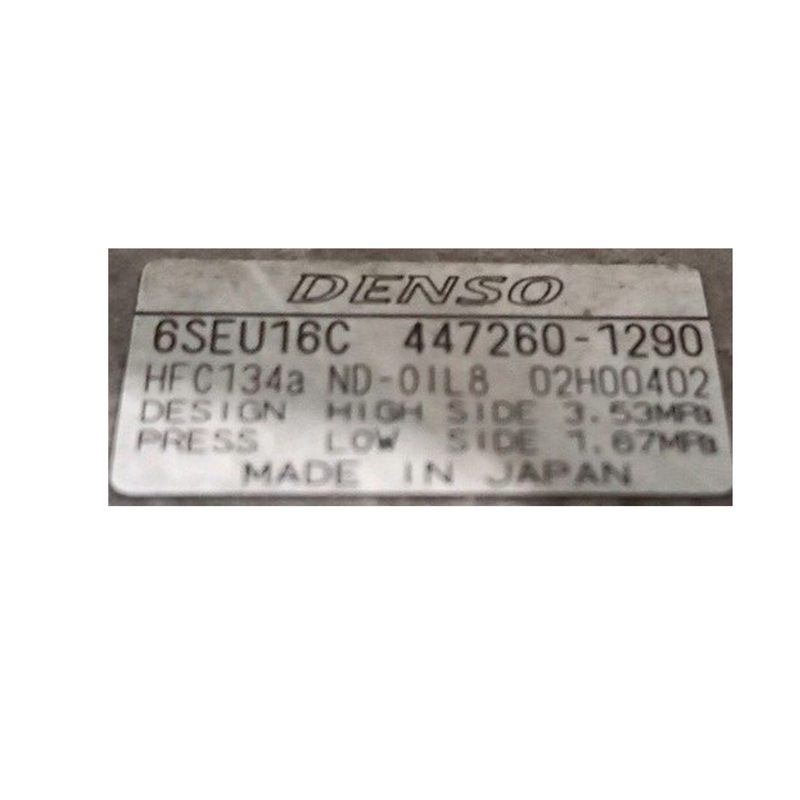 DENSO
6SEU16C 447260-1290
HFC134a ND-OIL8 02H00402
DESIGN HIGH SIDE 3.53MPa
PRESS LOW SIDE 1.67MPa
MADE IN JAPAN